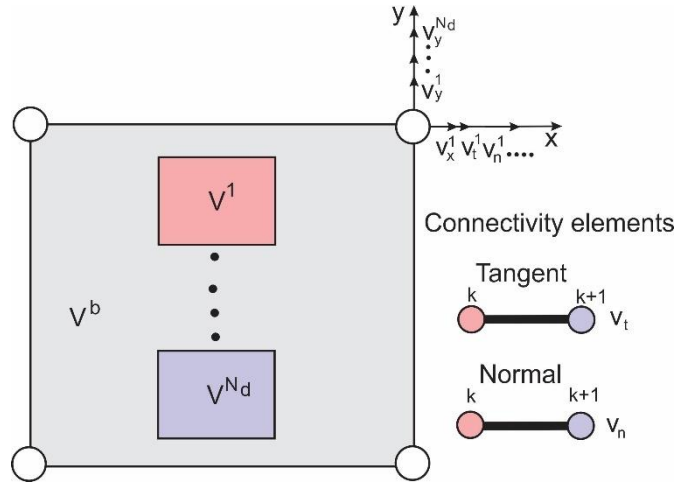 y
v_y^{N_d}
v_y^1
v_x^1 v_t^1 v_n^1 .... x
V^1
V^b
V^{N_d}
Connectivity elements
Tangent
k k+1
v_t
Normal
k k+1
v_n